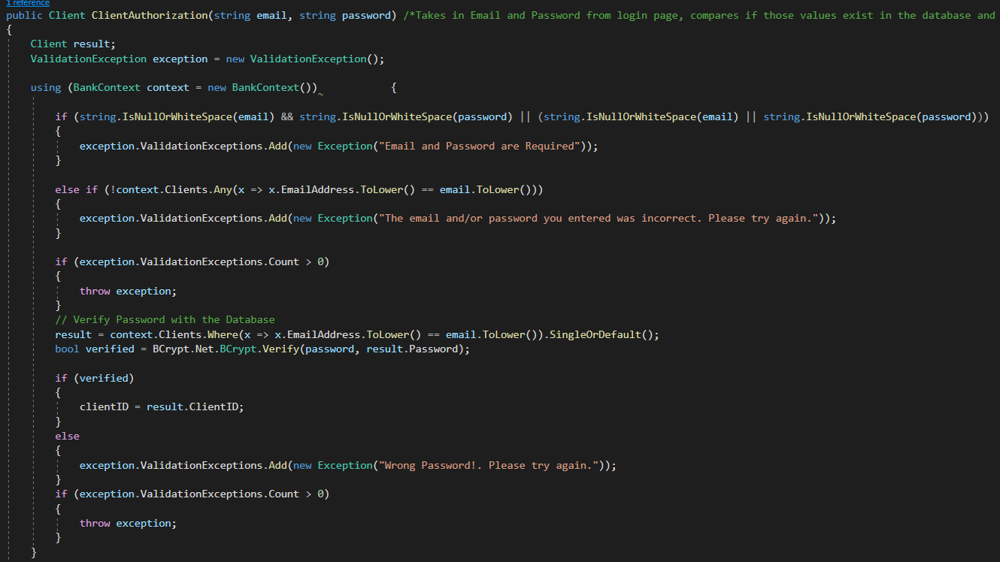 1 reference
public Client ClientAuthorization(string email, string password) /*Takes in Email and Password from login page, compares if those values exist in the database and
{
Client result;
ValidationException exception = new ValidationException();
using (BankContext context = new BankContext()) {
if (string.IsNullOrWhiteSpace(email) && string.IsNullOrWhiteSpace(password) || (string.IsNullOrWhiteSpace(email) || string.IsNullOrWhiteSpace(password)))
{
exception.ValidationExceptions.Add(new Exception("Email and Password are Required"));
}
else if (!context.Clients.Any(x => x.EmailAddress.ToLower() == email.ToLower()))
{
exception.ValidationExceptions.Add(new Exception("The email and/or password you entered was incorrect. Please try again."));
}
if (exception.ValidationExceptions.Count > 0)
{
throw exception;
}
// Verify Password with the Database
result = context.Clients.Where(x => x.EmailAddress.ToLower() == email.ToLower()).SingleOrDefault();
bool verified = BCrypt.Net.BCrypt.Verify(password, result.Password);
if (verified)
{
clientID = result.ClientID;
}
else
{
exception.ValidationExceptions.Add(new Exception("Wrong Password!. Please try again."));
}
if (exception.ValidationExceptions.Count > 0)
{
throw exception;
}
}